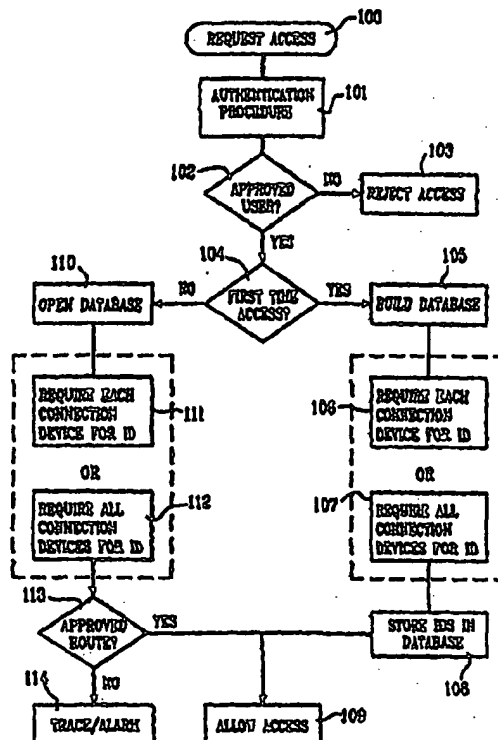 100
REQUEST ACCESS
101
AUTHENTICATION
PROCEDURE
102
APPROVED
USER?
NO
103
REJECT ACCESS
YES
104
FIRST TIME
ACCESS?
NO
YES
110
OPEN DATABASE
105
BUILD DATABASE
REQUIRE EACH
CONNECTION
DEVICE FOR ID
111
106
REQUIRE EACH
CONNECTION
DEVICE FOR ID
OR
OR
REQUIRE ALL
CONNECTION
DEVICES FOR ID
112
107
REQUIRE ALL
CONNECTION
DEVICES FOR ID
113
APPROVED
ROUTE?
YES
STORE IDS IN
DATABASE
108
NO
114
TRACE/ALARM
ALLOW ACCESS
109